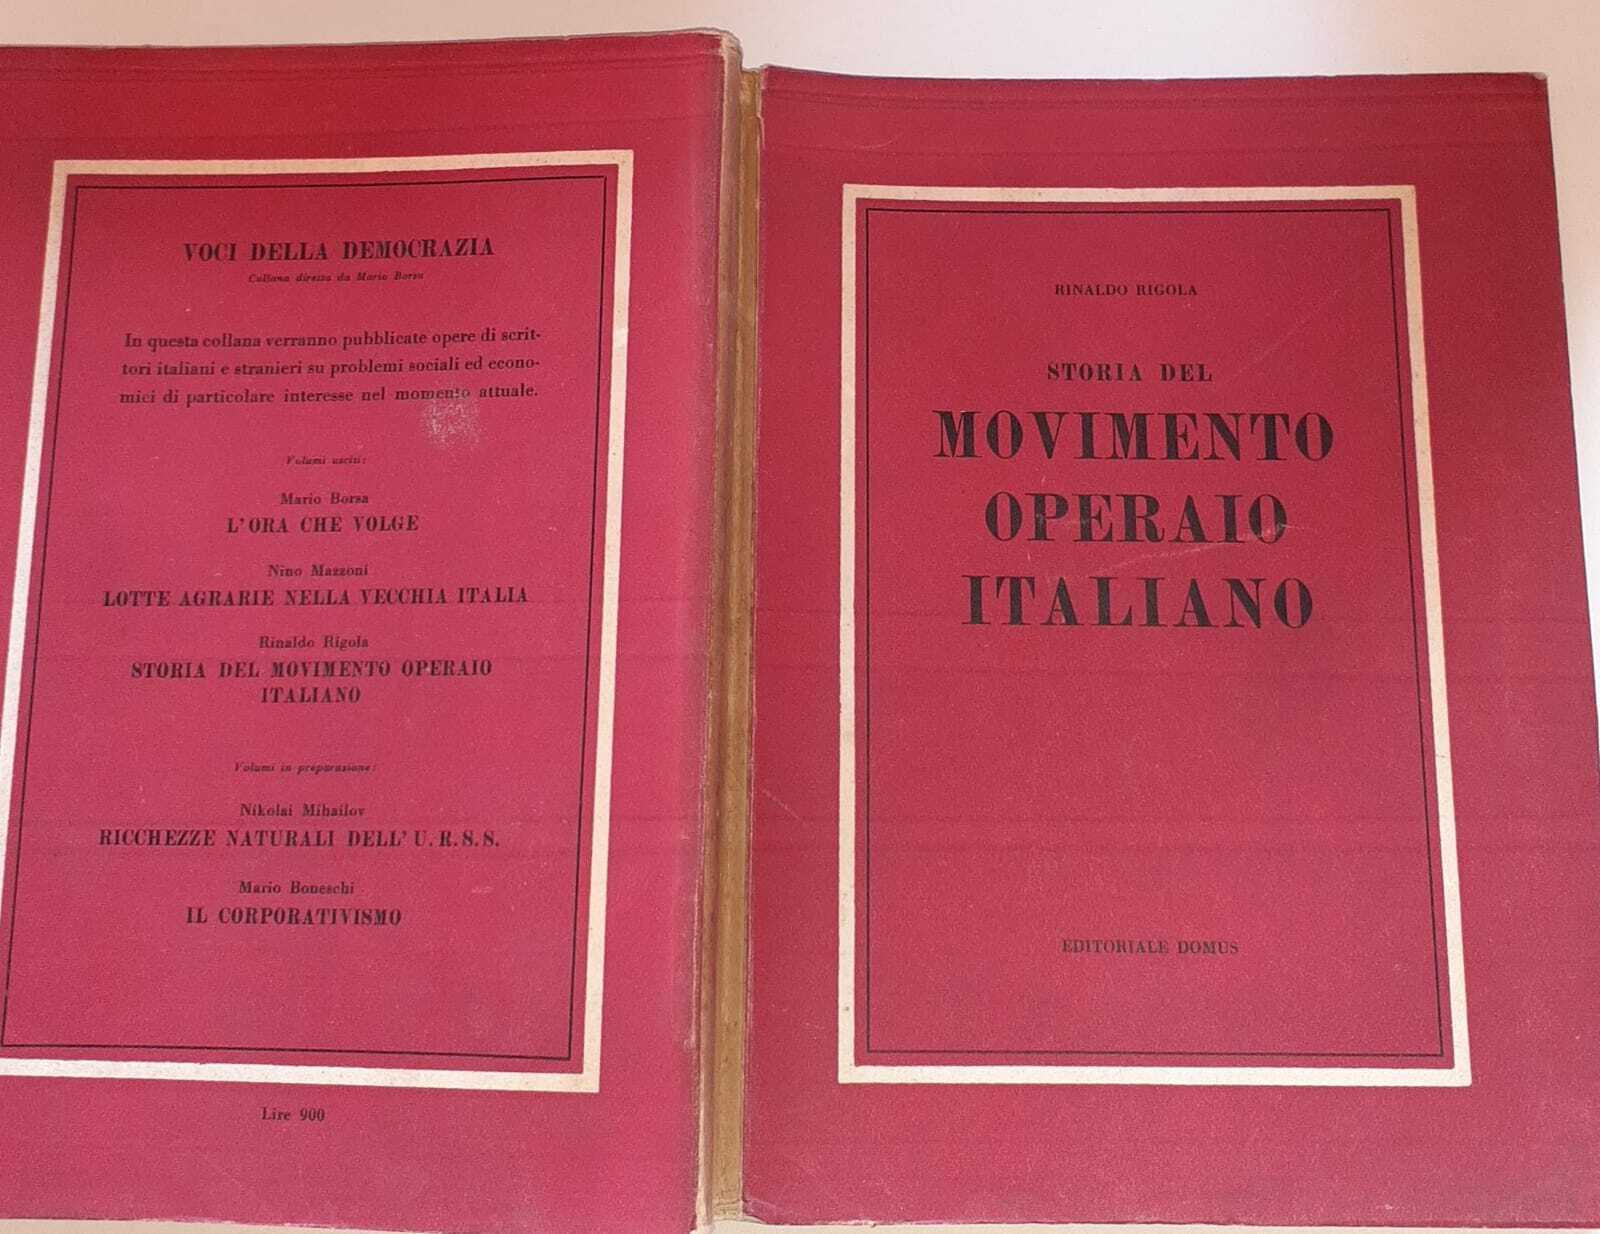 VOCI DELLA DEMOCRAZIA
Collana diretta da Mario Borsa
In questa collana verranno pubblicate opere di scrit-
tori italiani e stranieri su problemi sociali ed econo-
mici di particolare interesse nel momento attuale.
Volumi usciti:
Mario Borsa
L'ORA CHE VOLGE
Nino Mazzoni
LOTTE AGRARIE NELLA VECCHIA ITALIA
Rinaldo Rigola
STORIA DEL MOVIMENTO OPERAIO
ITALIANO
Volumi in preparazione:
Nikolai Mihailov
RICCHEZZE NATURALI DELL' U.R.S.S.
Mario Boneschi
IL CORPORATIVISMO
Lire 900
RINALDO RIGOLA
STORIA DEL
MOVIMENTO
OPERAIO
ITALIANO
EDITORIALE DOMUS